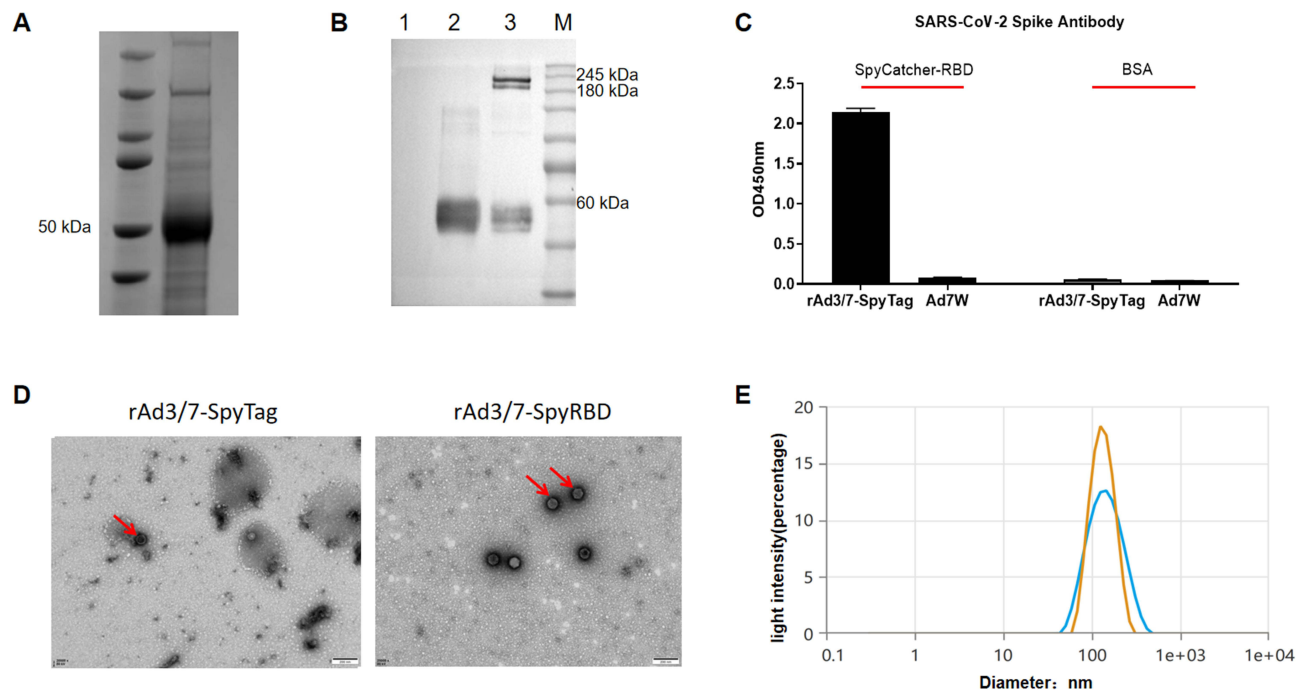 A
50 kDa
B
1 2 3 M
245 kDa
180 kDa
60 kDa
C
SARS-CoV-2 Spike Antibody
SpyCatcher-RBD BSA
OD450nm
2.5
2.0
1.5
1.0
0.5
0.0
rAd3/7-SpyTag Ad7W rAd3/7-SpyTag Ad7W
D
rAd3/7-SpyTag rAd3/7-SpyRBD
E
light intensity(percentage)
20
15
10
5
0
0.1 1 10 100 1e+03 1e+04
Diameter：nm